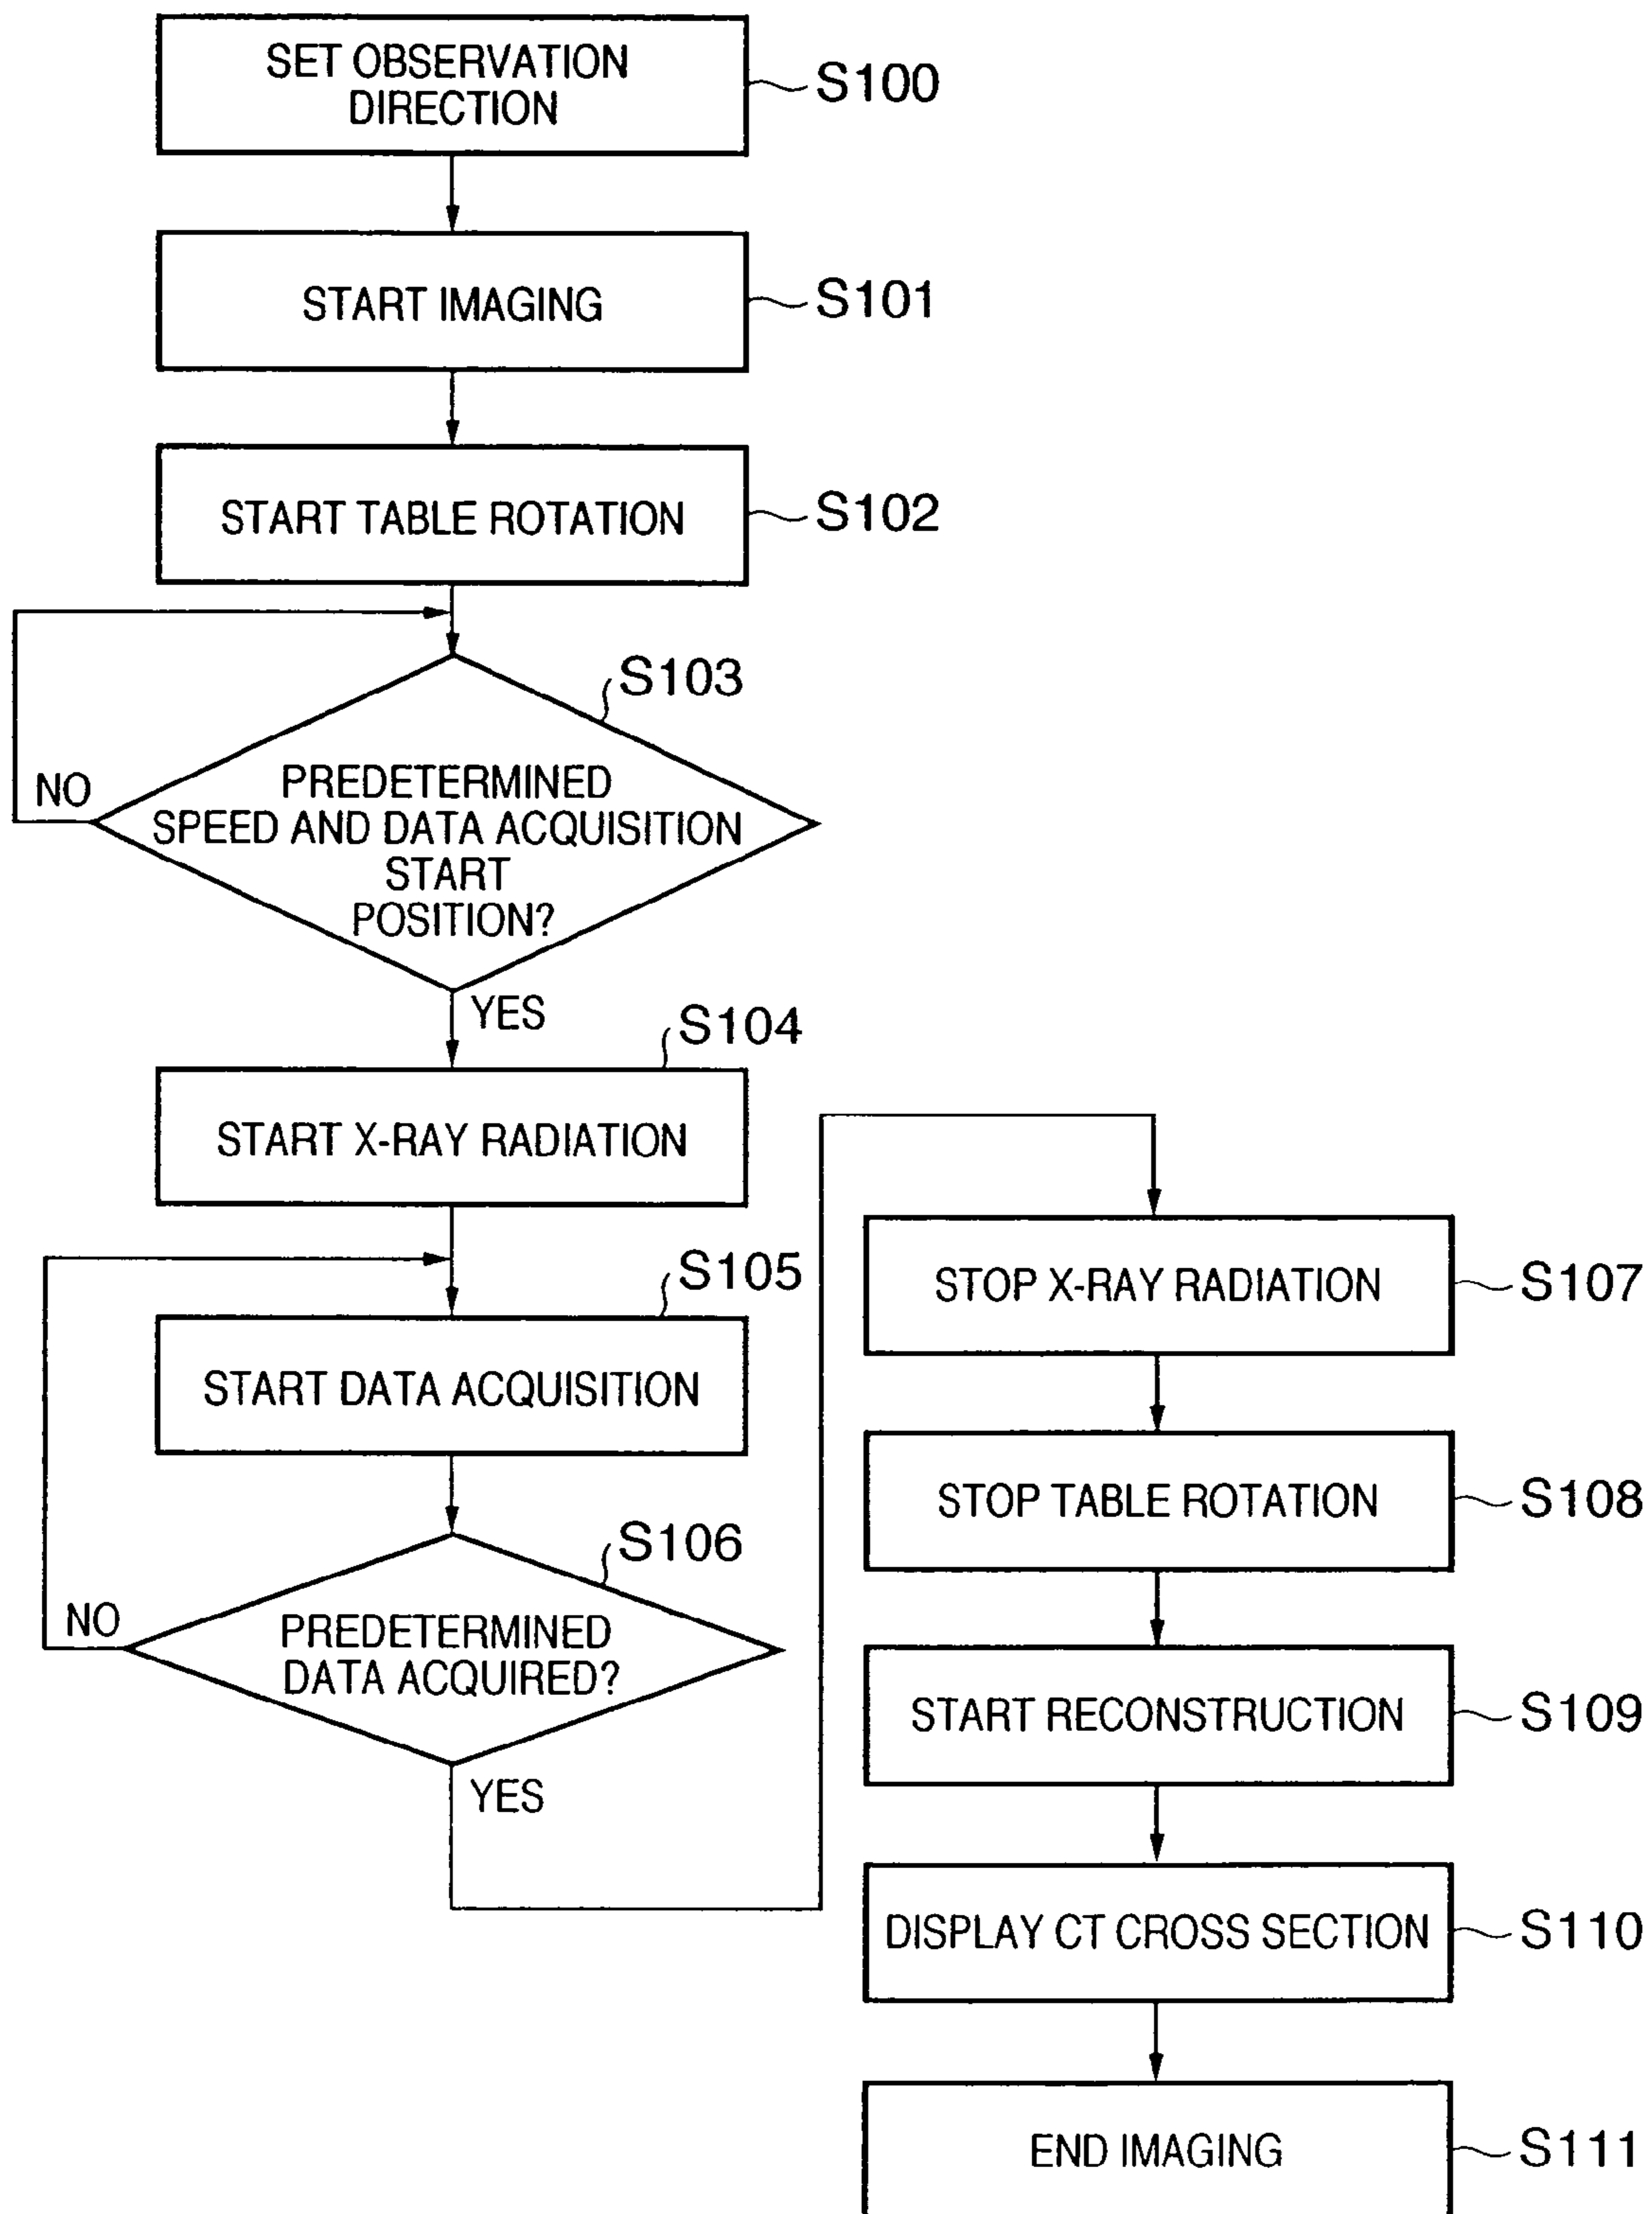 SET OBSERVATION
DIRECTION
S100
START IMAGING
S101
START TABLE ROTATION
S102
S103
PREDETERMINED
SPEED AND DATA ACQUISITION
START
POSITION?
NO
YES
S104
START X-RAY RADIATION
S105
START DATA ACQUISITION
S106
PREDETERMINED
DATA ACQUIRED?
NO
YES
STOP X-RAY RADIATION
S107
STOP TABLE ROTATION
S108
START RECONSTRUCTION
S109
DISPLAY CT CROSS SECTION
S110
END IMAGING
S111